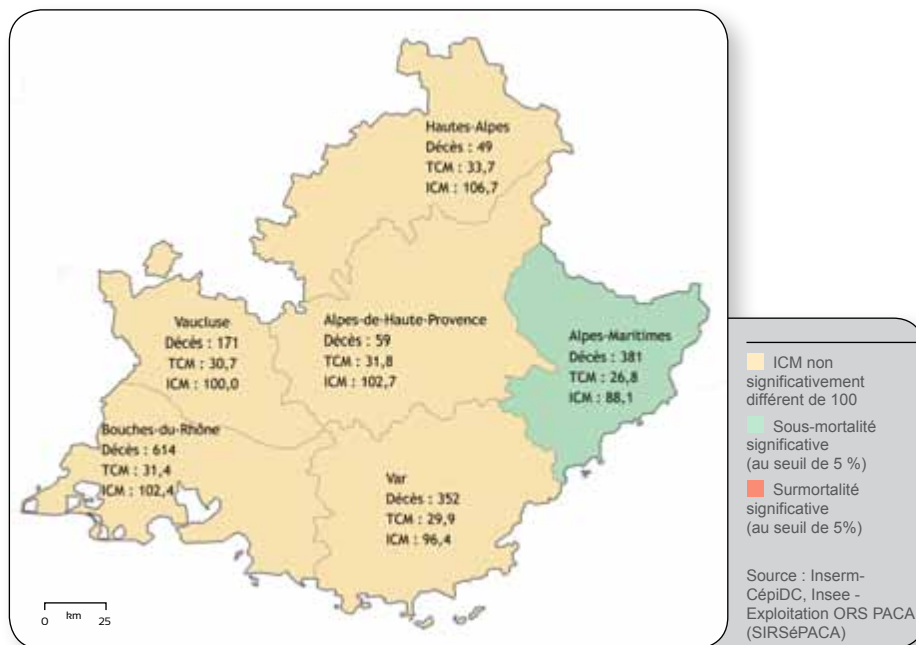 Hautes-Alpes
Décès : 49
TCM : 33,7
ICM : 106,7
Vaucluse
Décès : 171
TCM : 30,7
ICM : 100,0
Alpes-de-Haute-Provence
Décès : 59
TCM : 31,8
ICM : 102,7
Alpes-Maritimes
Décès : 381
TCM : 26,8
ICM : 88,1
Bouches-du-Rhône
Décès : 614
TCM : 31,4
ICM : 102,4
Var
Décès : 352
TCM : 29,9
ICM : 96,4
0 km 25
ICM non
significativement
différent de 100
Sous-mortalité
significative
(au seuil de 5 %)
Surmortalité
significative
(au seuil de 5%)
Source : Inserm-
CépiDC, Insee -
Exploitation ORS PACA
(SIRSéPACA)